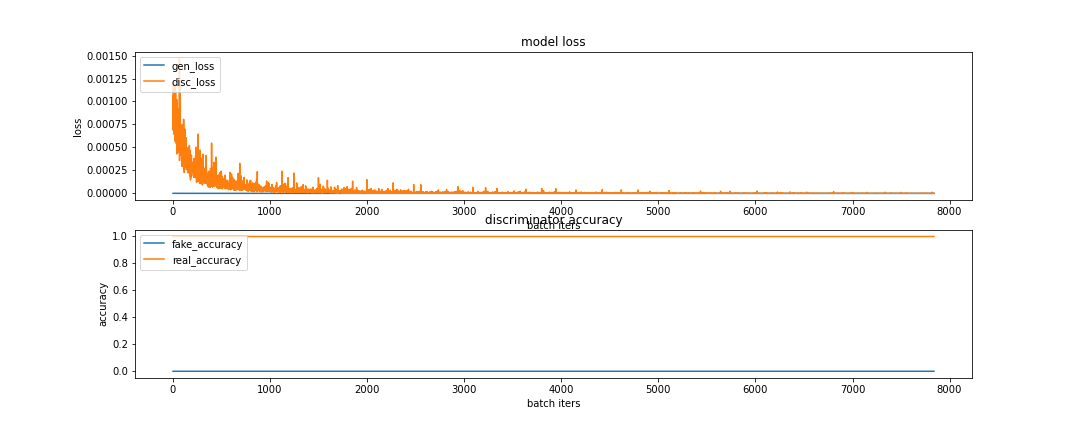 model loss
0.00150
0.00125
0.00100
0.00075
0.00050
0.00025
0.00000
loss
gen_loss
disc_loss
0 1000 2000 3000 4000 5000 6000 7000 8000
batch iters
discriminator accuracy
1.0
0.8
0.6
0.4
0.2
0.0
accuracy
fake_accuracy
real_accuracy
0 1000 2000 3000 4000 5000 6000 7000 8000
batch iters